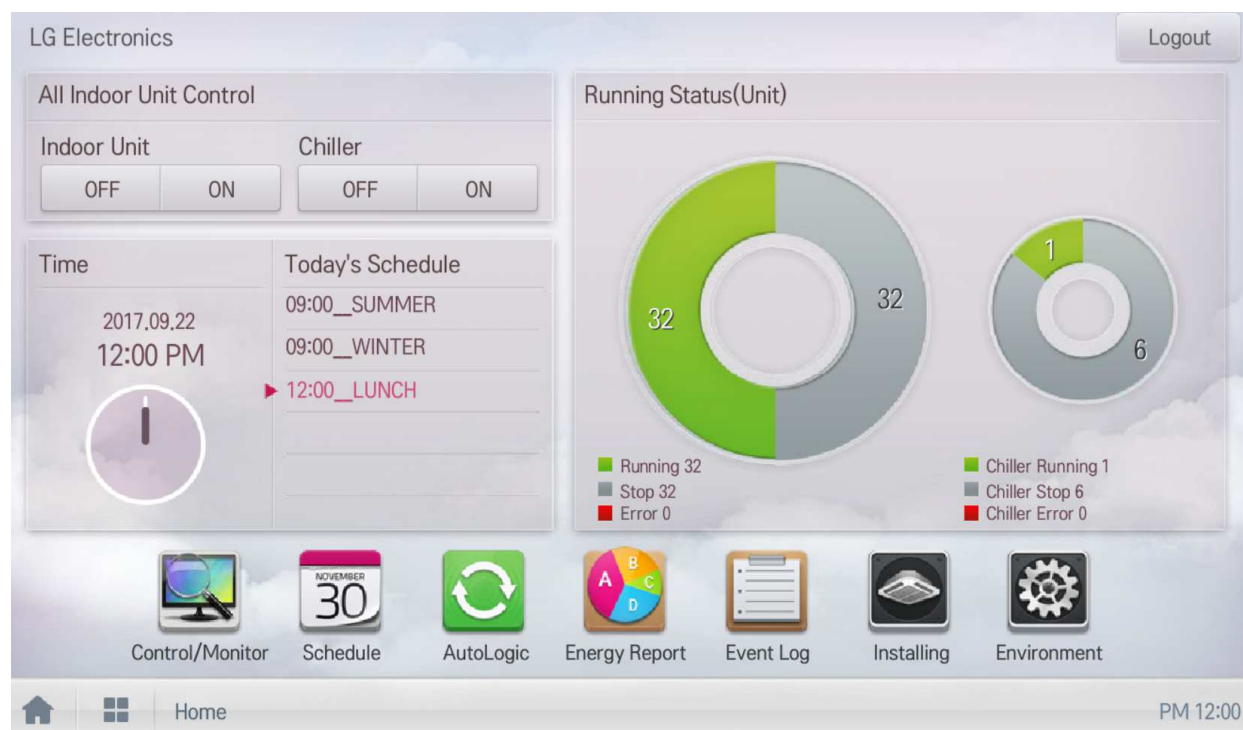 LG Electronics
Logout
All Indoor Unit Control
Indoor Unit
Chiller
OFF ON
OFF ON
Time
2017.09.22
12:00 PM
Today's Schedule
09:00__SUMMER
09:00__WINTER
12:00__LUNCH
Running Status(Unit)
32
32
1
6
Running 32
Stop 32
Error 0
Chiller Running 1
Chiller Stop 6
Chiller Error 0
NOVEMBER
30
A
B
C
D
Control/Monitor
Schedule
AutoLogic
Energy Report
Event Log
Installing
Environment
Home
PM 12:00